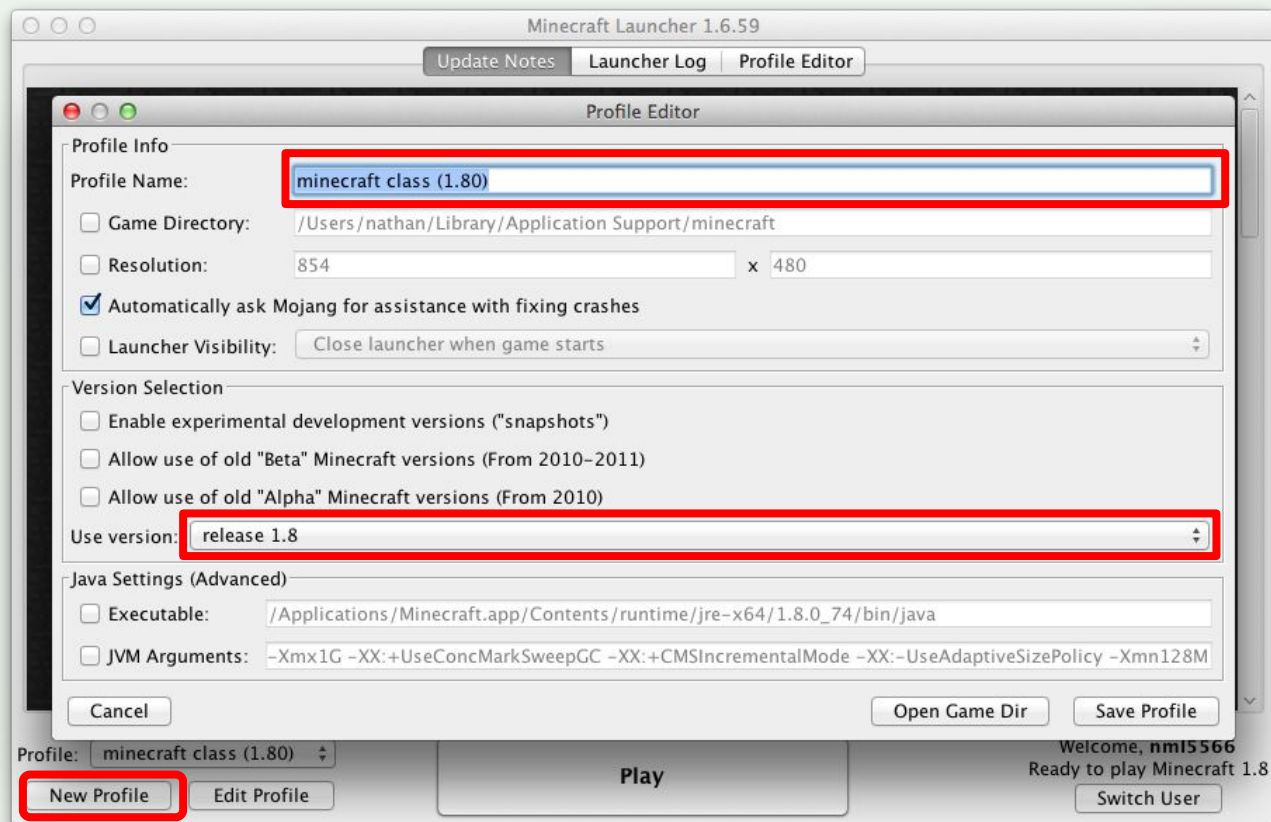 Minecraft Launcher 1.6.59
Update Notes Launcher Log Profile Editor
Profile Editor
Profile Info
Profile Name: minecraft class (1.80)
Game Directory: /Users/nathan/Library/Application Support/minecraft
Resolution: 854 x 480
Automatically ask Mojang for assistance with fixing crashes
Launcher Visibility: Close launcher when game starts
Version Selection
Enable experimental development versions ("snapshots")
Allow use of old "Beta" Minecraft versions (From 2010-2011)
Allow use of old "Alpha" Minecraft versions (From 2010)
Use version: release 1.8
Java Settings (Advanced)
Executable: /Applications/Minecraft.app/Contents/runtime/jre-x64/1.8.0_74/bin/java
JVM Arguments: -Xmx1G -XX:+UseConcMarkSweepGC -XX:+CMSIncrementalMode -XX:-UseAdaptiveSizePolicy -Xmn128M
Cancel Open Game Dir Save Profile
Profile: minecraft class (1.80) Play Welcome, nml5566
Ready to play Minecraft 1.8
New Profile Edit Profile Switch User